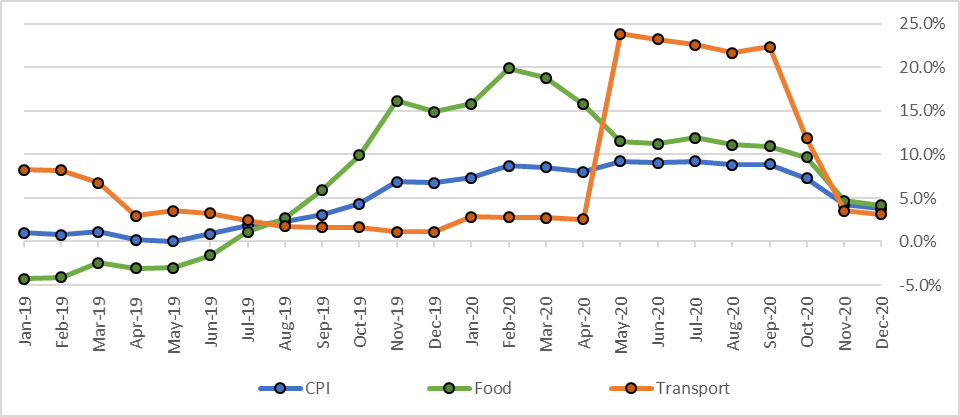 25.0%
20.0%
15.0%
10.0%
5.0%
0.0%
-5.0%
Jan-19
Feb-19
Mar-19
Apr-19
May-19
Jun-19
Jul-19
Aug-19
Sep-19
Oct-19
Nov-19
Dec-19
Jan-20
Feb-20
Mar-20
Apr-20
May-20
Jun-20
Jul-20
Aug-20
Sep-20
Oct-20
Nov-20
Dec-20
CPI Food Transport